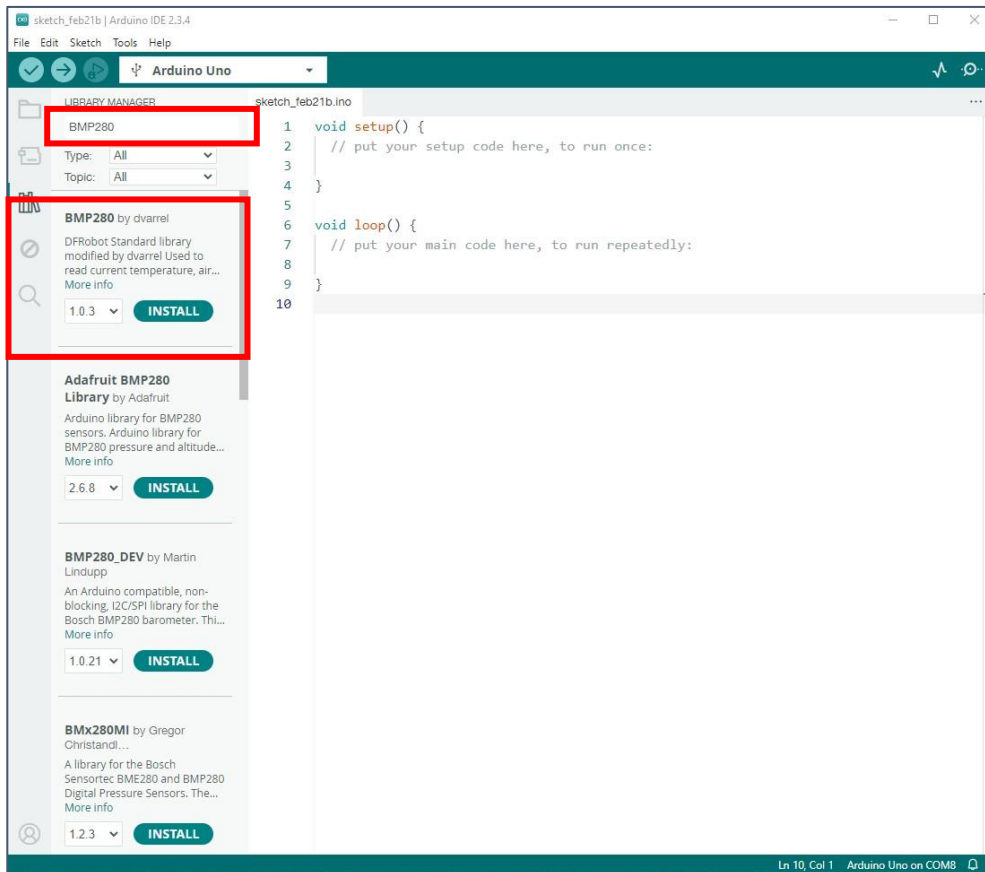 sketch_feb21b | Arduino IDE 2.3.4
File Edit Sketch Tools Help
Arduino Uno
LIBRARY MANAGER
BMP280
Type: All
Topic: All
BMP280 by dvarrel
DFRobot Standard library
modified by dvarrel Used to
read current temperature, air...
More info
1.0.3 INSTALL
Adafruit BMP280
Library by Adafruit
Arduino library for BMP280
sensors. Arduino library for
BMP280 pressure and altitude...
More info
2.6.8 INSTALL
BMP280_DEV by Martin
Lindupp
An Arduino compatible, non-
blocking, I2C/SPI library for the
Bosch BMP280 barometer. Thi...
More info
1.0.21 INSTALL
BMx280MI by Gregor
Christandl...
A library for the Bosch
Sensortec BME280 and BMP280
Digital Pressure Sensors. The...
More info
1.2.3 INSTALL
sketch_feb21b.ino
...
1 void setup() {
2 // put your setup code here, to run once:
3
4 }
5
6 void loop() {
7 // put your main code here, to run repeatedly:
8
9 }
10
Ln 10, Col 1 Arduino Uno on COM8